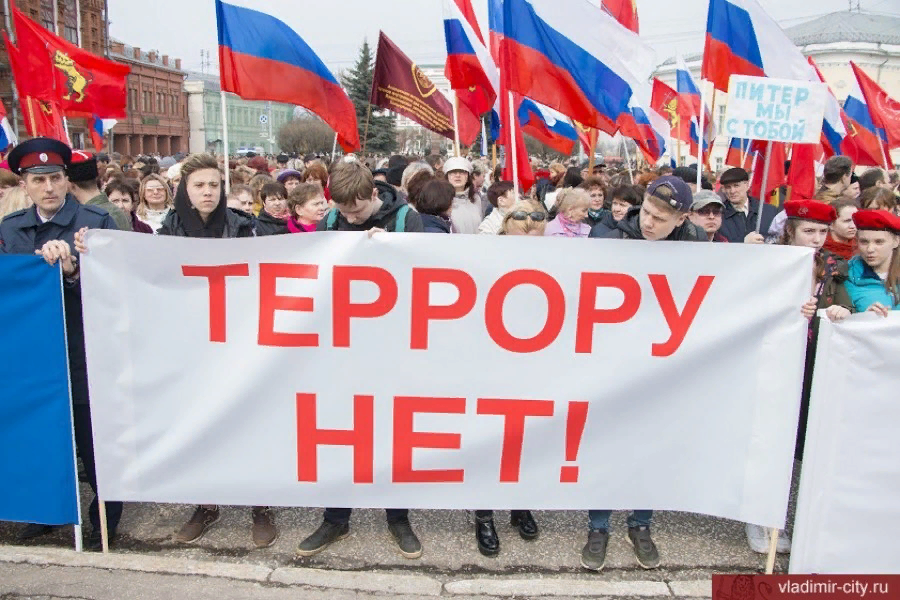 ПИТЕР
МЫ
С ТОБОЙ
ТЕРРОРУ
НЕТ!
vladimir-city.ru